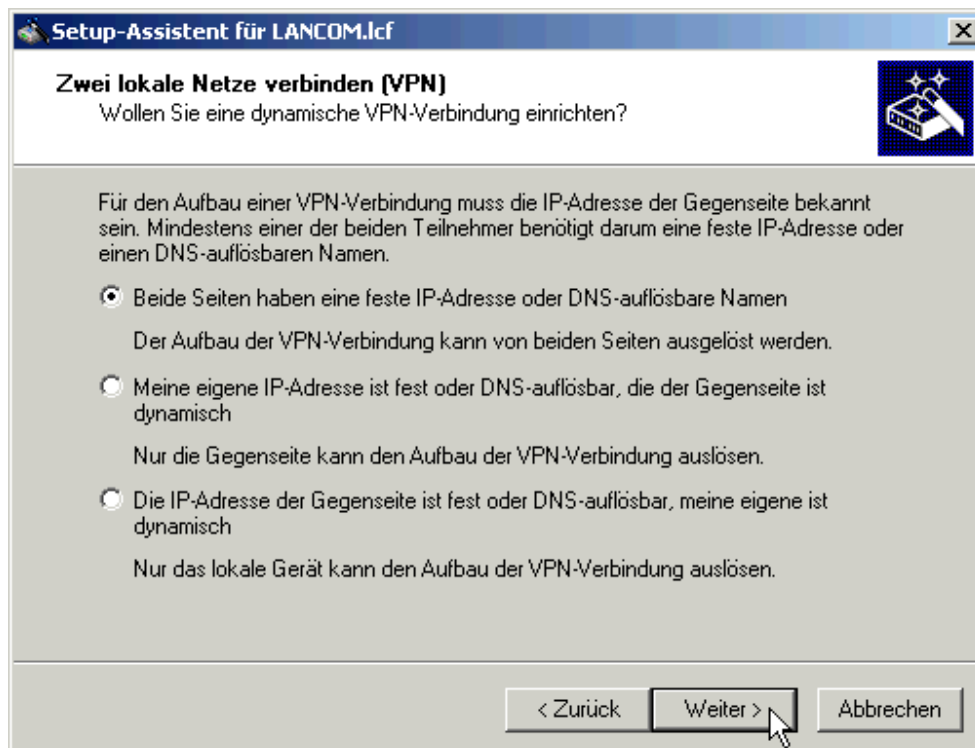 Setup-Assistent für LANCOM.lcf
Zwei lokale Netze verbinden (VPN)
Wollen Sie eine dynamische VPN-Verbindung einrichten?
Für den Aufbau einer VPN-Verbindung muss die IP-Adresse der Gegenseite bekannt
sein. Mindestens einer der beiden Teilnehmer benötigt darum eine feste IP-Adresse oder
einen DNS-auflösbaren Namen.
Beide Seiten haben eine feste IP-Adresse oder DNS-auflösbare Namen
Der Aufbau der VPN-Verbindung kann von beiden Seiten ausgelöst werden.
Meine eigene IP-Adresse ist fest oder DNS-auflösbar, die der Gegenseite ist
dynamisch
Nur die Gegenseite kann den Aufbau der VPN-Verbindung auslösen.
Die IP-Adresse der Gegenseite ist fest oder DNS-auflösbar, meine eigene ist
dynamisch
Nur das lokale Gerät kann den Aufbau der VPN-Verbindung auslösen.
< Zurück Weiter > Abbrechen